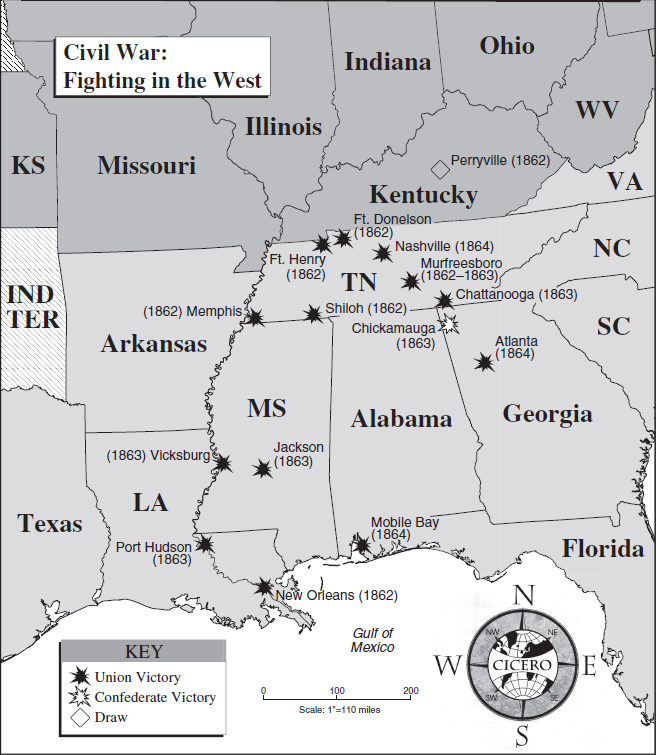 Civil War:
Fighting in the West
Indiana
Ohio
Illinois
WV
KS
Missouri
Perryville (1862)
VA
Kentucky
Ft. Donelson
(1862)
Nashville (1864)
NC
Ft. Henry
(1862)
Murfreesboro
(1862–1863)
TN
IND
TER
Chattanooga (1863)
(1862) Memphis
Shiloh (1862)
SC
Chickamauga
(1863)
Arkansas
Atlanta
(1864)
MS
Alabama
Georgia
(1863) Vicksburg
Jackson
(1863)
LA
Texas
Mobile Bay
(1864)
Port Hudson
(1863)
Florida
New Orleans (1862)
Gulf of
Mexico
KEY
Union Victory
Confederate Victory
Draw
0 100 200
Scale: 1"=110 miles
N
NW NE
W CICERO E
SW SE
S